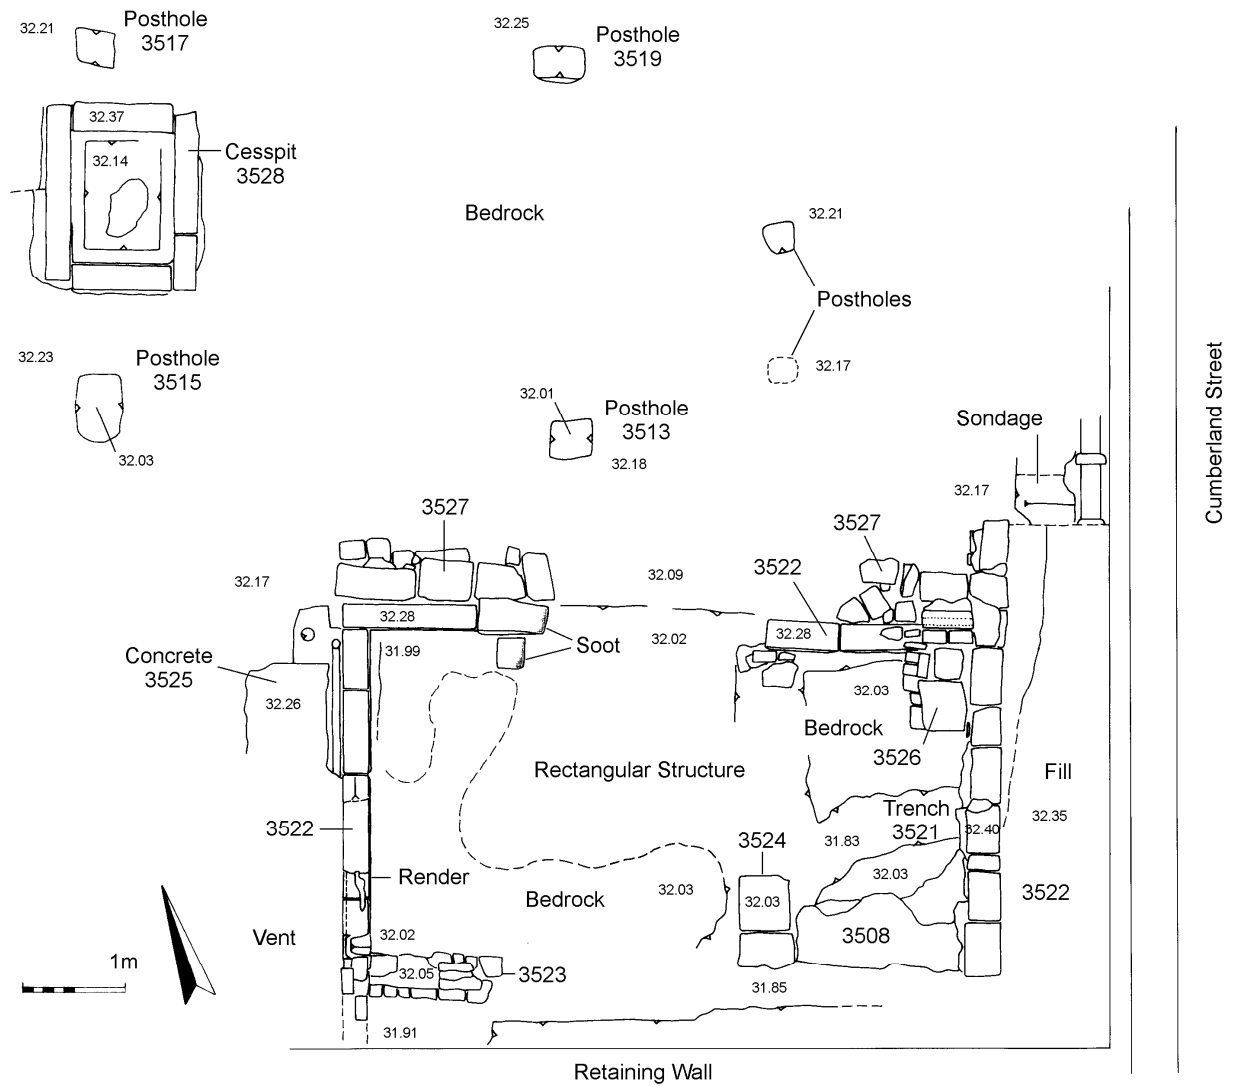 32.21
Posthole
3517
32.25
Posthole
3519
32.37
32.14
Cesspit
3528
Bedrock
32.21
Postholes
32.17
32.23
Posthole
3515
32.03
32.01
Posthole
3513
32.18
Sondage
32.17
Cumberland Street
3527
3527
32.17
32.09
3522
32.28
Soot
32.02
32.28
31.99
Concrete
3525
32.26
32.03
Bedrock
3526
Rectangular Structure
Fill
32.35
Trench
3521
32.40
3522
3524
31.83
32.03
3522
Render
Bedrock
32.03
32.03
3508
Vent
32.02
32.05
3523
1m
31.85
31.91
Retaining Wall